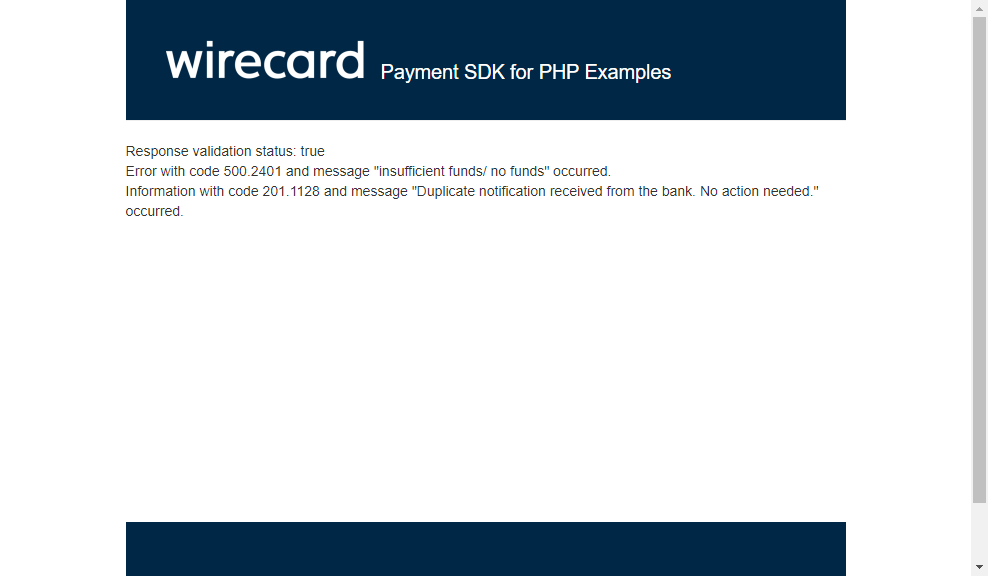 wirecard Payment SDK for PHP Examples
Response validation status: true
Error with code 500.2401 and message "insufficient funds/ no funds" occurred.
Information with code 201.1128 and message "Duplicate notification received from the bank. No action needed."
occurred.